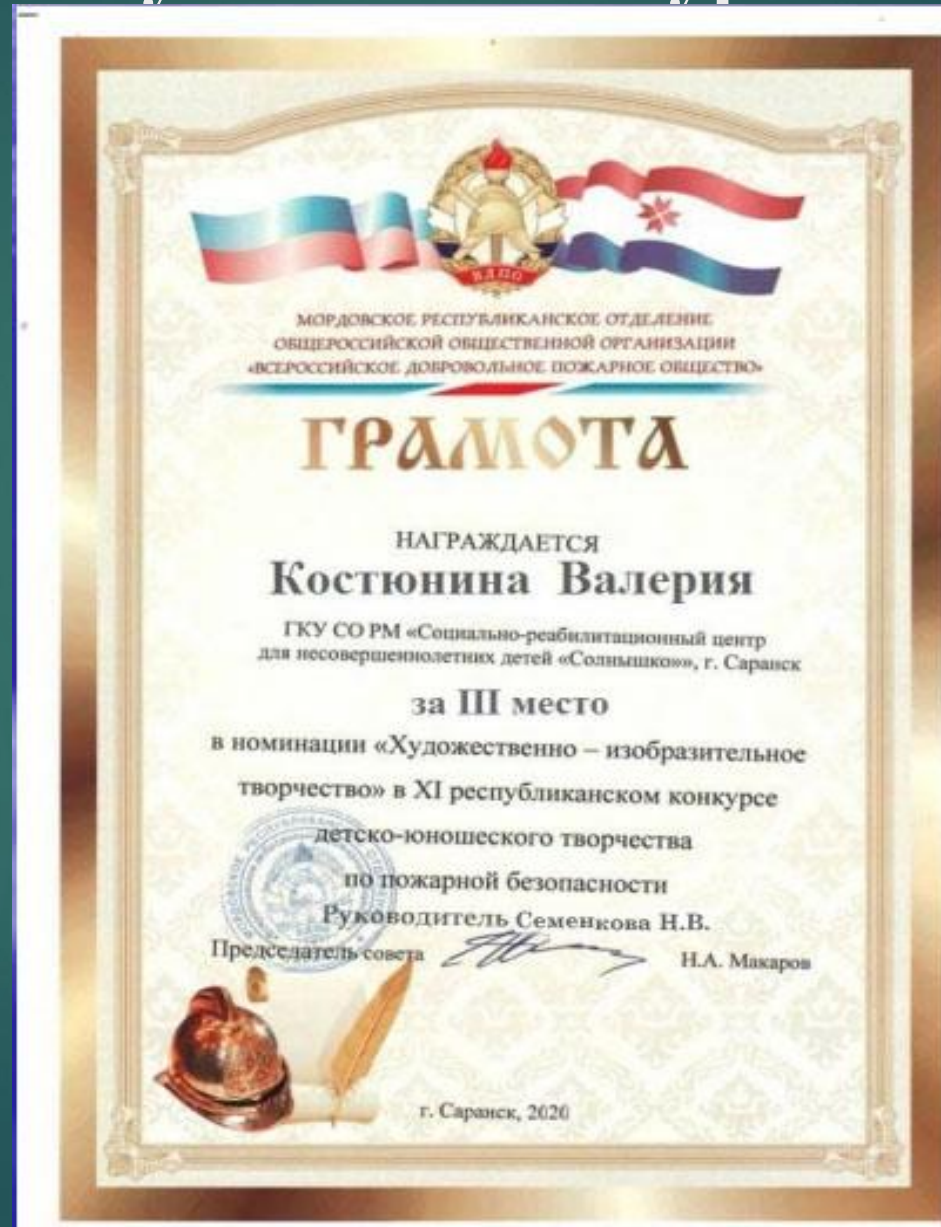 ВДПО
МОРДОВСКОЕ РЕСПУБЛИКАНСКОЕ ОТДЕЛЕНИЕ
ОБЩЕРОССИЙСКОЙ ОБЩЕСТВЕННОЙ ОРГАНИЗАЦИИ
«ВСЕРОССИЙСКОЕ ДОБРОВОЛЬНОЕ ПОЖАРНОЕ ОБЩЕСТВО»
ГРАМОТА
НАГРАЖДАЕТСЯ
Костюнина Валерия
ГКУ СО РМ «Социально-реабилитационный центр
для несовершеннолетних детей «Солнышко»», г. Саранск
за III место
в номинации «Художественно – изобразительное
творчество» в XI республиканском конкурсе
детско-юношеского творчества
по пожарной безопасности
Руководитель Семенкова Н.В.
Председатель совета Н.А. Макаров
г. Саранск, 2020